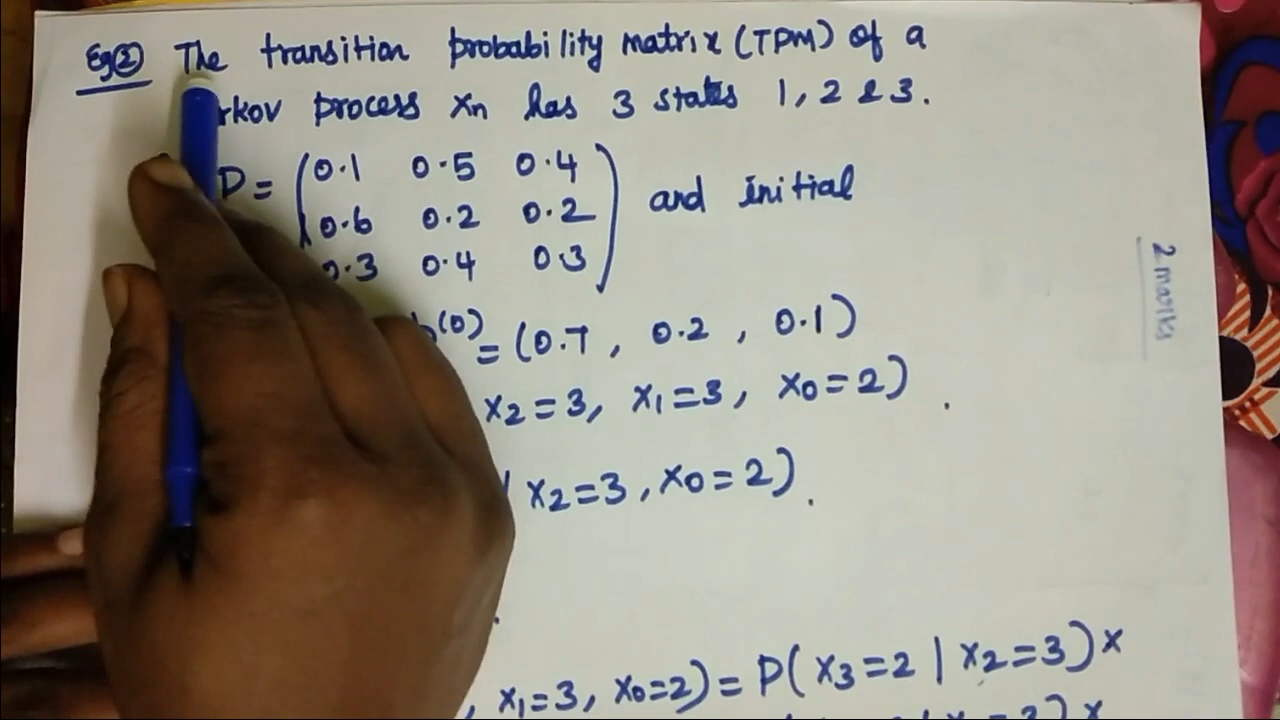 Eg② The transition probability matrix (TPM) of a
rkov process Xn has 3 states 1, 2 & 3.
P = (0.1 0.5 0.4
0.6 0.2 0.2
0.3 0.4 0.3) and initial
(0) = (0.7, 0.2, 0.1)
X2=3, X1=3, X0=2).
| X2=3, X0=2).
, X1=3, X0=2) = P(X3=2 | X2=3) x
2 marks